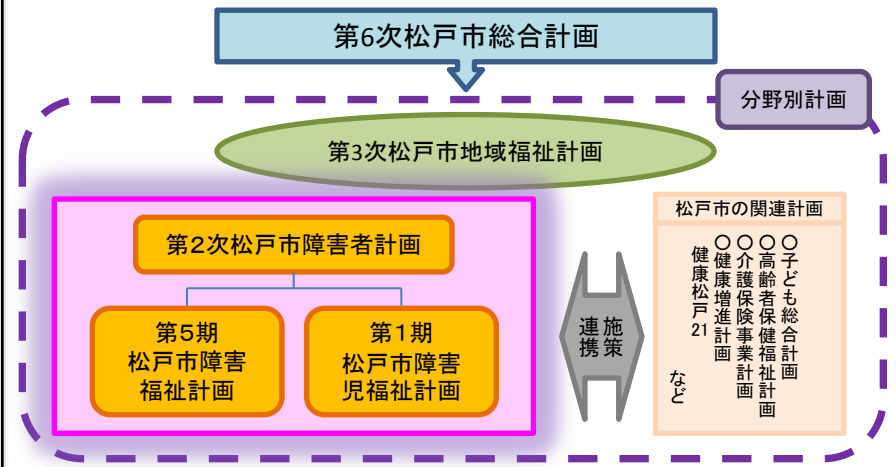 第6次松戸市総合計画
分野別計画
第3次松戸市地域福祉計画
第2次松戸市障害者計画
第5期
松戸市障害
福祉計画
第1期
松戸市障害
児福祉計画
施策
連携
松戸市の関連計画
○子ども総合計画
○高齢者保健福祉計画
○介護保険事業計画
○健康増進計画
健康松戸21
など